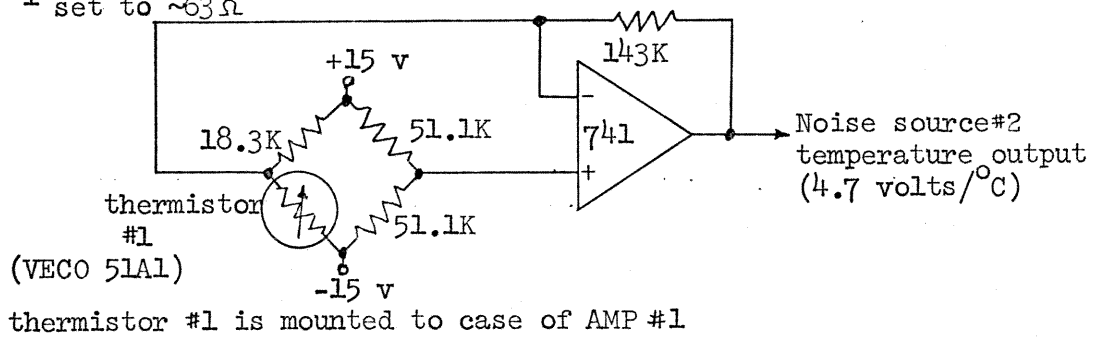 set to ~63Ω
143K
+15 v
18.3K
51.1K
-
741
+
Noise source#2
temperature output
(4.7 volts/°C)
thermistor
#1
(VECO 51A1)
51.1K
-15 v
thermistor #1 is mounted to case of AMP #1